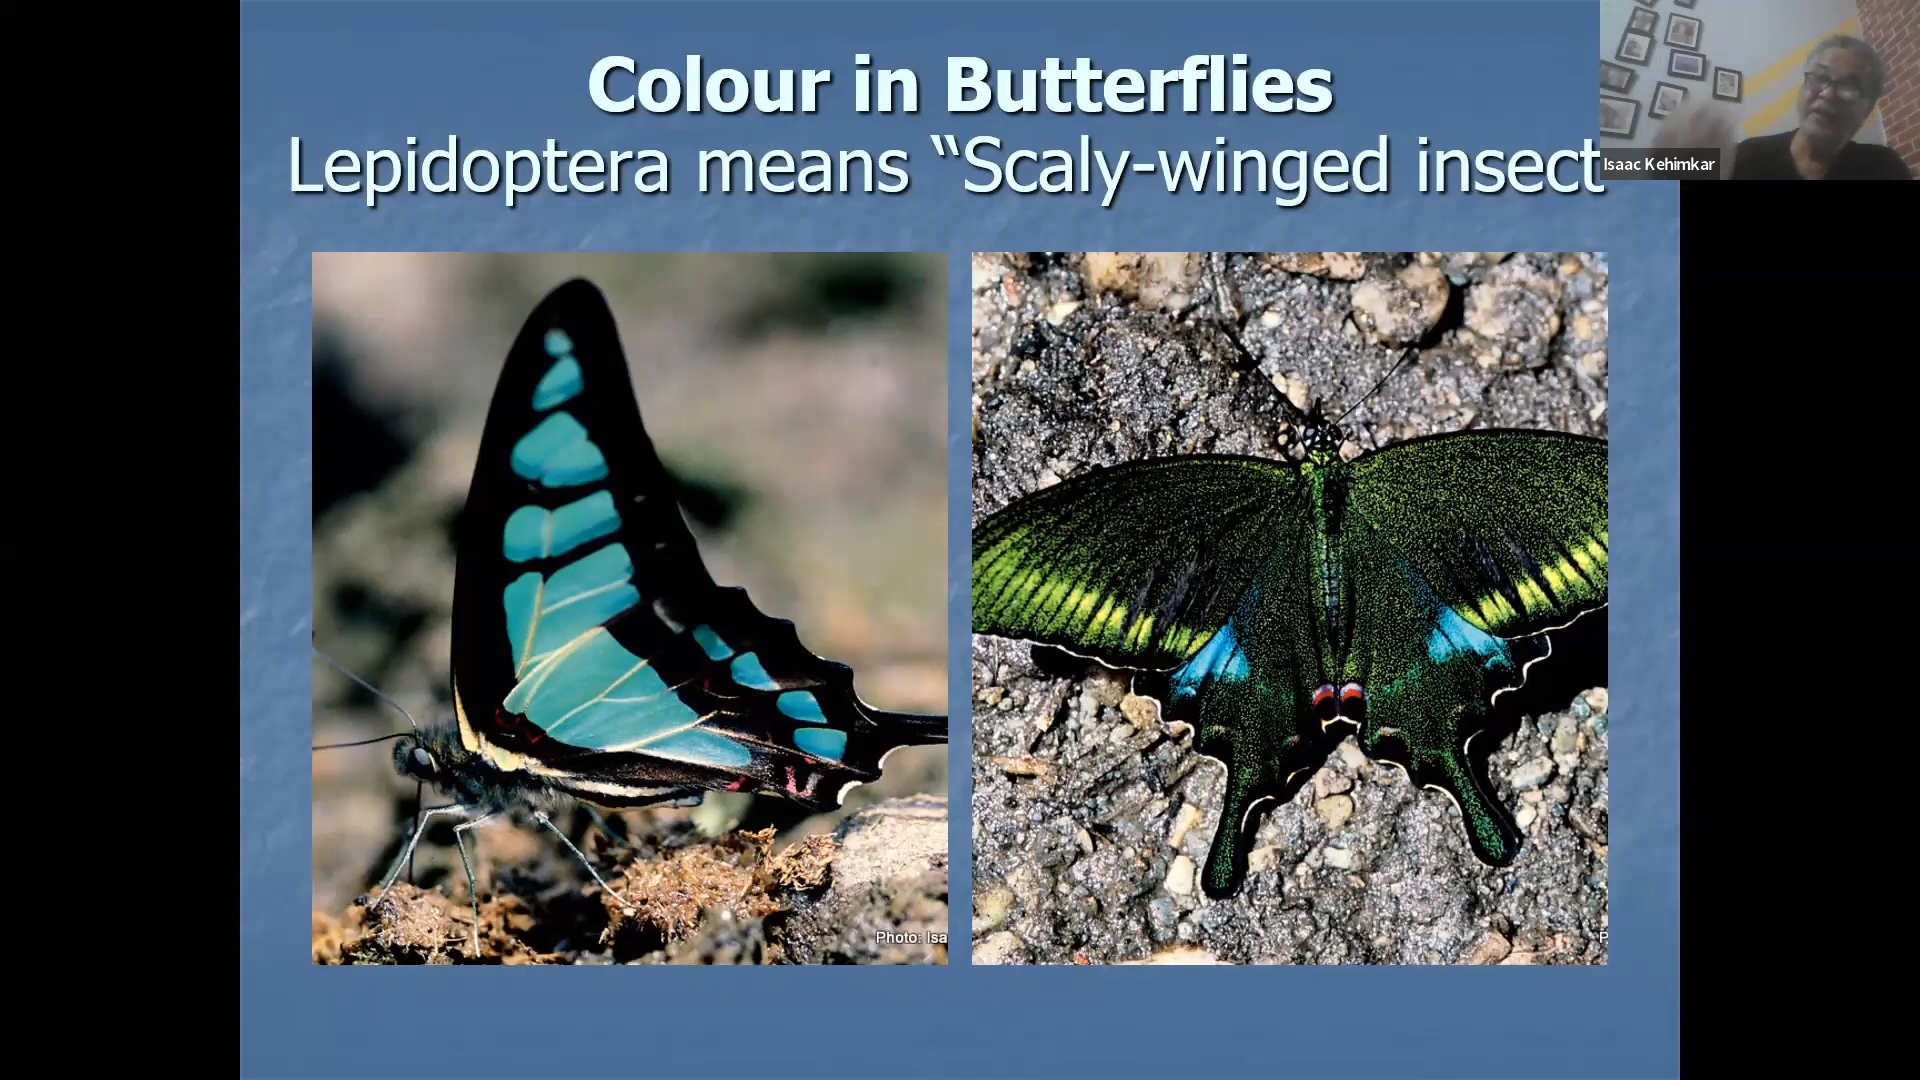 Colour in Butterflies
Lepidoptera means “Scaly-winged insect
Isaac Kehimkar
Photo: Isa
P